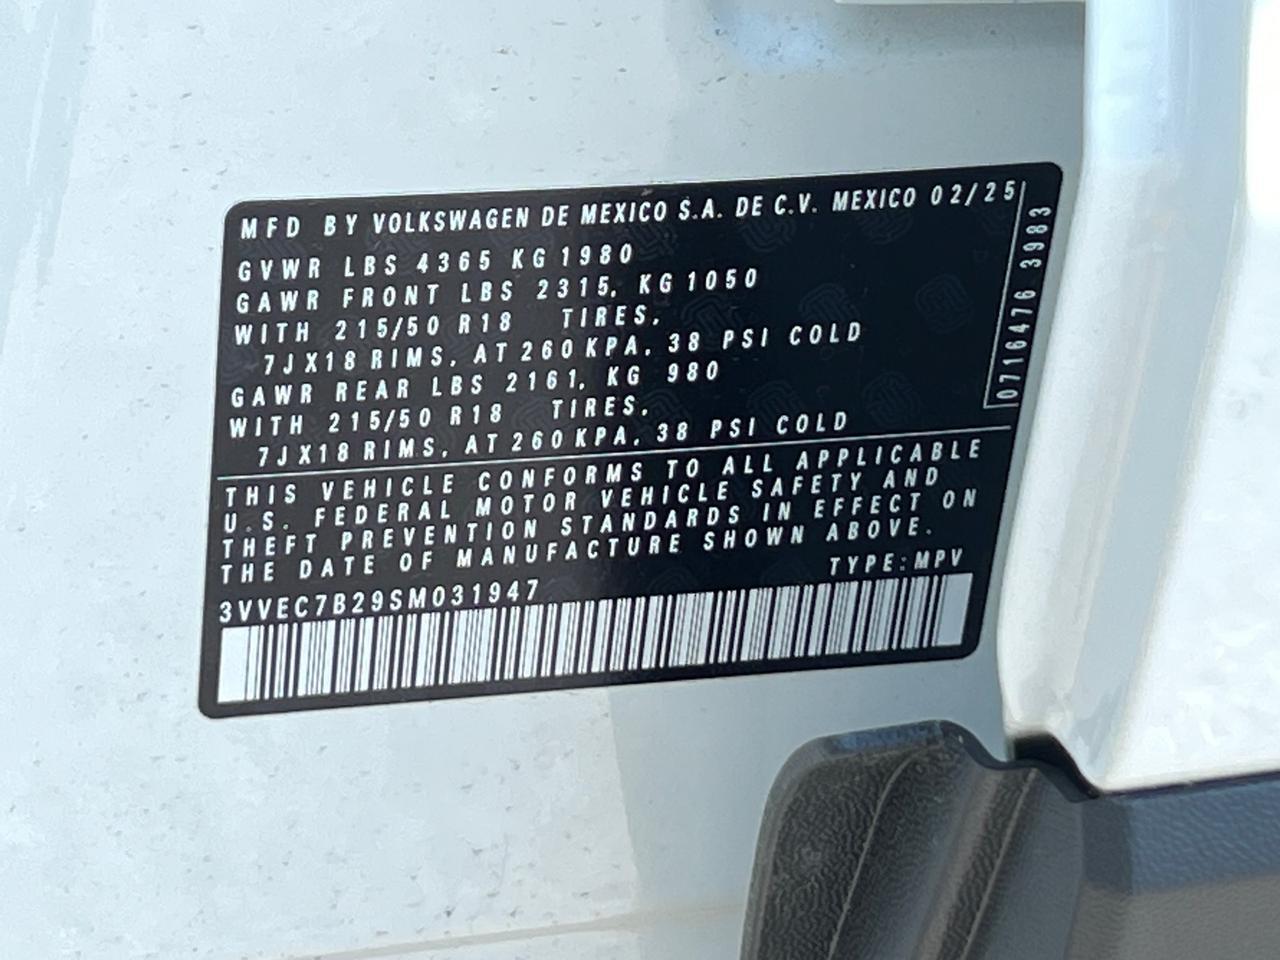 MFD BY VOLKSWAGEN DE MEXICO S.A. DE C.V. MEXICO 02/25
GVWR LBS 4365 KG 1980
GAWR FRONT LBS 2315, KG 1050
WITH 215/50 R18 TIRES,
7JX18 RIMS, AT 260 KPA, 38 PSI COLD
GAWR REAR LBS 2161, KG 980
WITH 215/50 R18 TIRES,
7JX18 RIMS, AT 260 KPA, 38 PSI COLD
0716476 3983
THIS VEHICLE CONFORMS TO ALL APPLICABLE
U.S. FEDERAL MOTOR VEHICLE SAFETY AND
THEFT PREVENTION STANDARDS IN EFFECT ON
THE DATE OF MANUFACTURE SHOWN ABOVE.
TYPE: MPV
3VVEC7B29SM031947